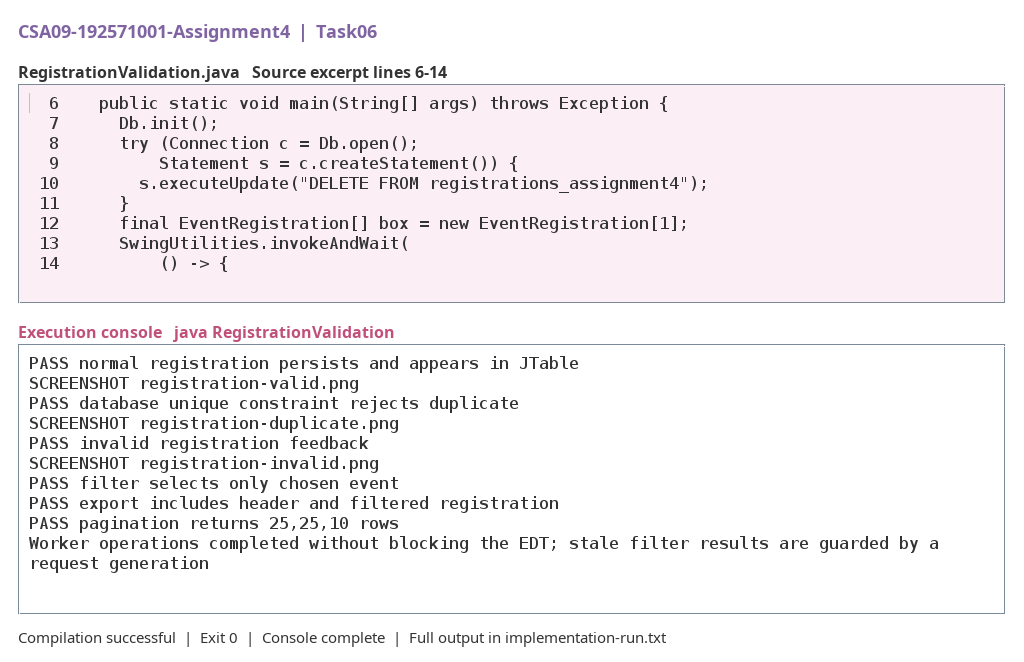 CSA09-192571001-Assignment4 | Task06
RegistrationValidation.java Source excerpt lines 6-14
6 public static void main(String[] args) throws Exception {
7 Db.init();
8 try (Connection c = Db.open();
9 Statement s = c.createStatement()) {
10 s.executeUpdate("DELETE FROM registrations_assignment4");
11 }
12 final EventRegistration[] box = new EventRegistration[1];
13 SwingUtilities.invokeAndWait(
14 () -> {
Execution console java RegistrationValidation
PASS normal registration persists and appears in JTable
SCREENSHOT registration-valid.png
PASS database unique constraint rejects duplicate
SCREENSHOT registration-duplicate.png
PASS invalid registration feedback
SCREENSHOT registration-invalid.png
PASS filter selects only chosen event
PASS export includes header and filtered registration
PASS pagination returns 25,25,10 rows
Worker operations completed without blocking the EDT; stale filter results are guarded by a
request generation
Compilation successful | Exit 0 | Console complete | Full output in implementation-run.txt